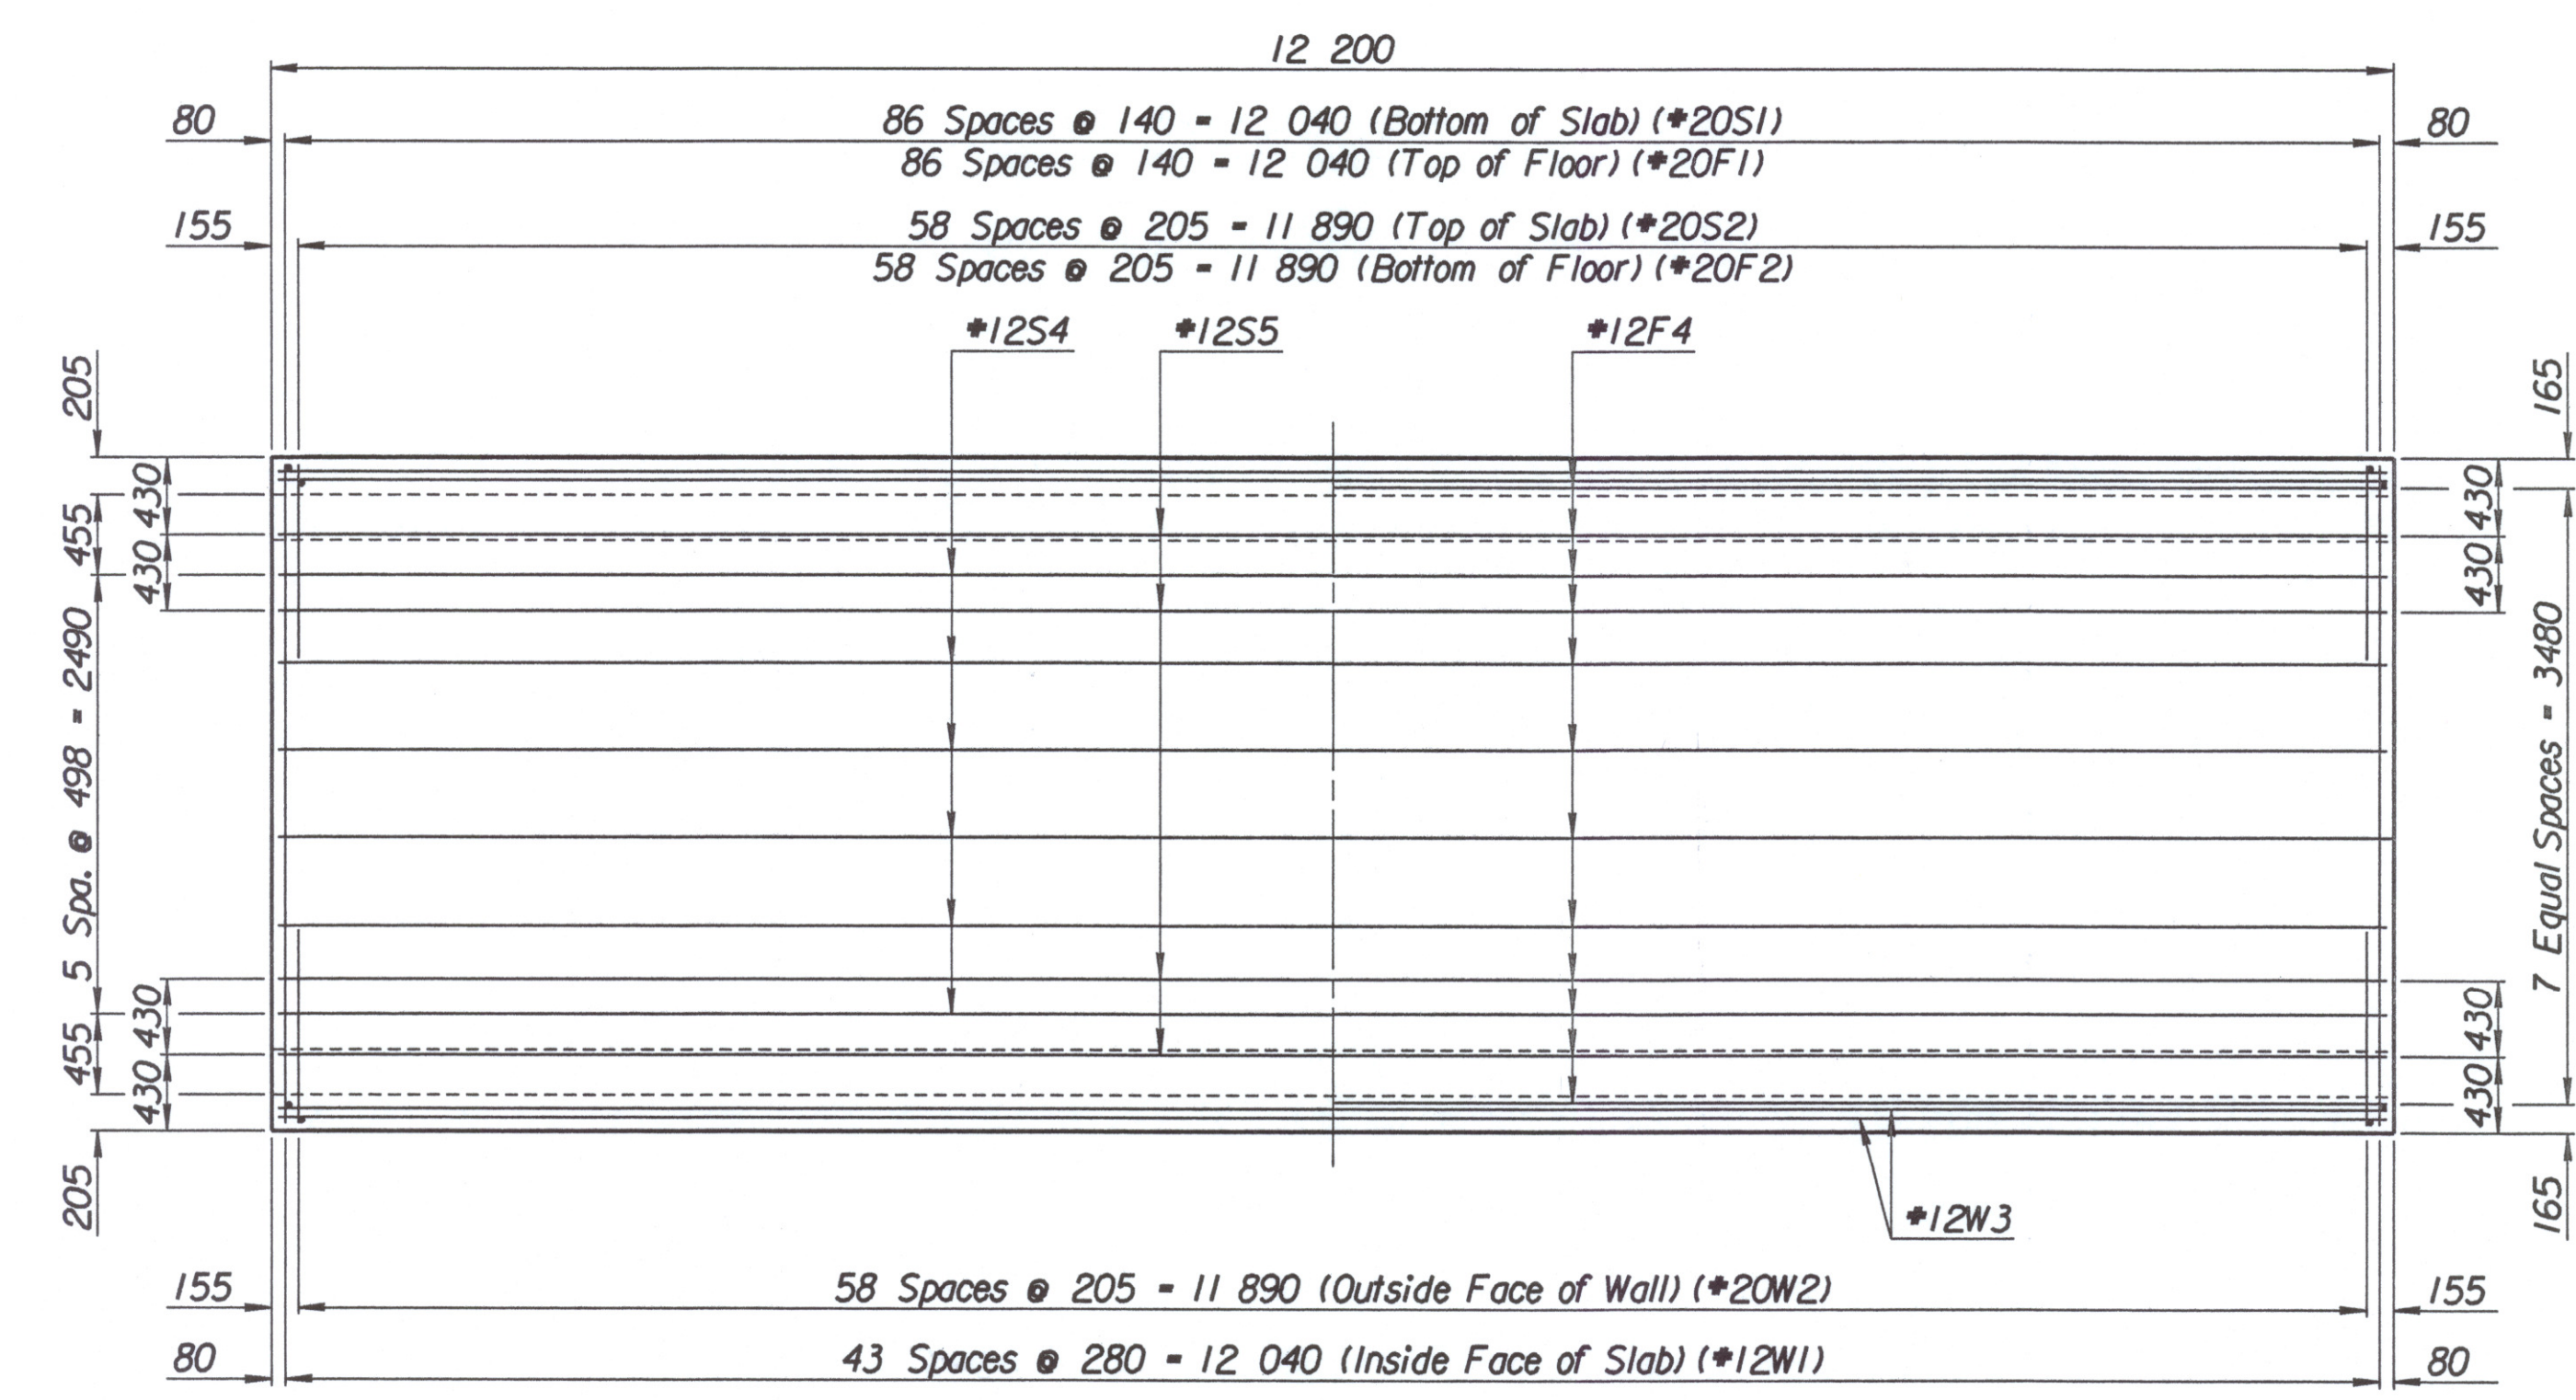 12 200
80
86 Spaces @ 140 = 12 040 (Bottom of Slab) (#20S1)
80
86 Spaces @ 140 = 12 040 (Top of Floor) (#20F1)
155
58 Spaces @ 205 = 11 890 (Top of Slab) (#20S2)
155
58 Spaces @ 205 = 11 890 (Bottom of Floor) (#20F2)
#12S4
#12S5
#12F4
205
165
455
430
430
430
430
5 Spa. @ 498 = 2490
7 Equal Spaces = 3480
455
430
430
430
430
205
165
#12W3
155
58 Spaces @ 205 = 11 890 (Outside Face of Wall) (#20W2)
155
80
43 Spaces @ 280 = 12 040 (Inside Face of Slab) (#12W1)
80